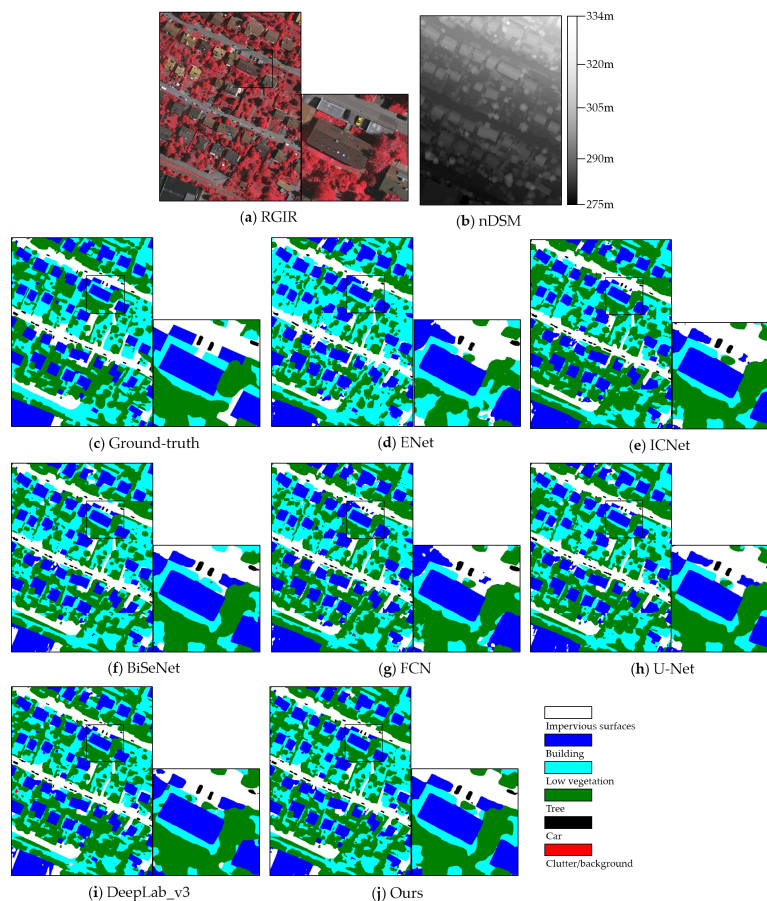 334m
320m
305m
290m
275m
(a) RGIR
(b) nDSM
(c) Ground-truth
(d) ENet
(e) ICNet
(f) BiSeNet
(g) FCN
(h) U-Net
Impervious surfaces
Building
Low vegetation
Tree
Car
Clutter/background
(i) DeepLab_v3
(j) Ours